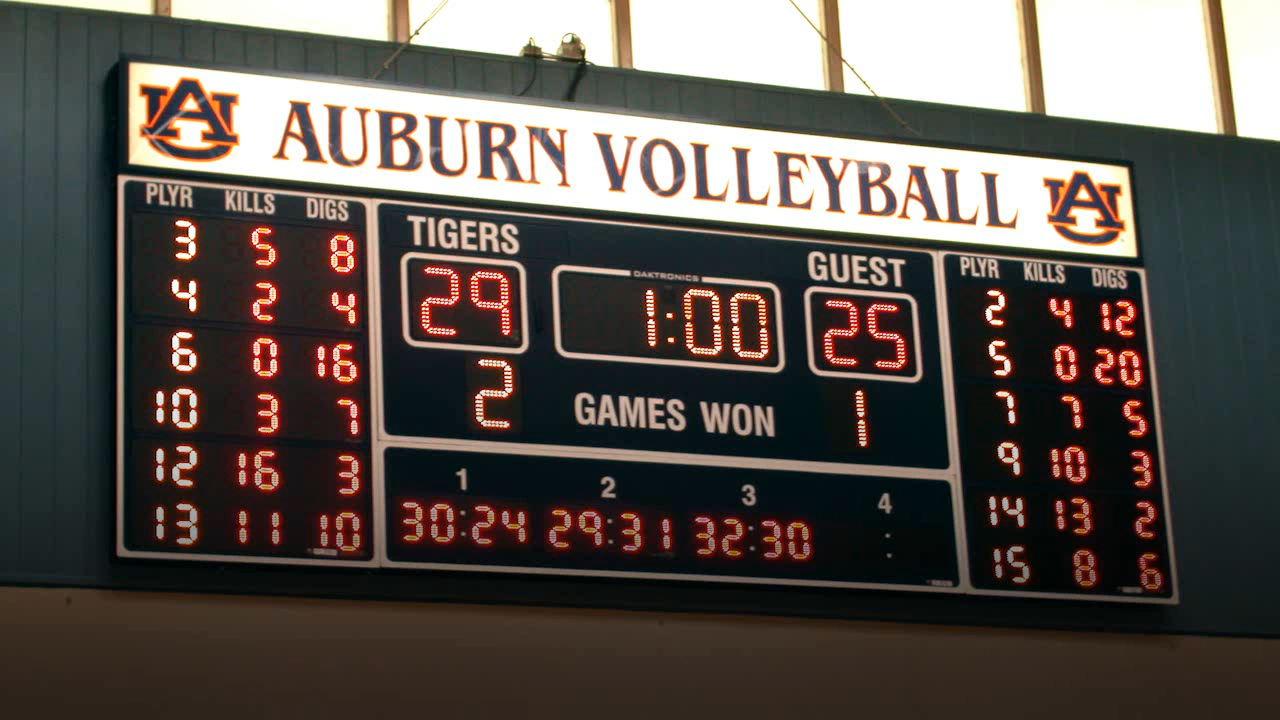 AU AUBURN VOLLEYBALL AU
PLYR KILLS DIGS
3 5 8
4 2 4
6 0 16
10 3 7
12 16 3
13 11 10
TIGERS
29
DAKTRONICS
1:00
GUEST
25
2 GAMES WON 1
1 2 3 4
30:24 29:31 32:30 :
PLYR KILLS DIGS
2 4 12
5 0 20
7 7 5
9 10 3
14 13 2
15 8 6